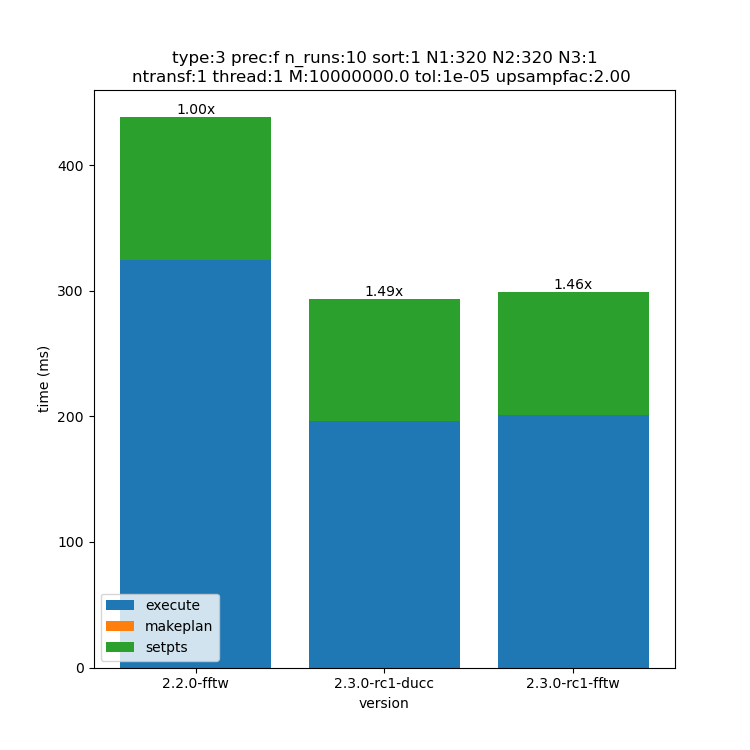 type:3 prec:f n_runs:10 sort:1 N1:320 N2:320 N3:1
ntransf:1 thread:1 M:10000000.0 tol:1e-05 upsampfac:2.00
1.00x
1.49x
1.46x
400
300
200
100
0
time (ms)
execute
makeplan
setpts
2.2.0-fftw
2.3.0-rc1-ducc
2.3.0-rc1-fftw
version